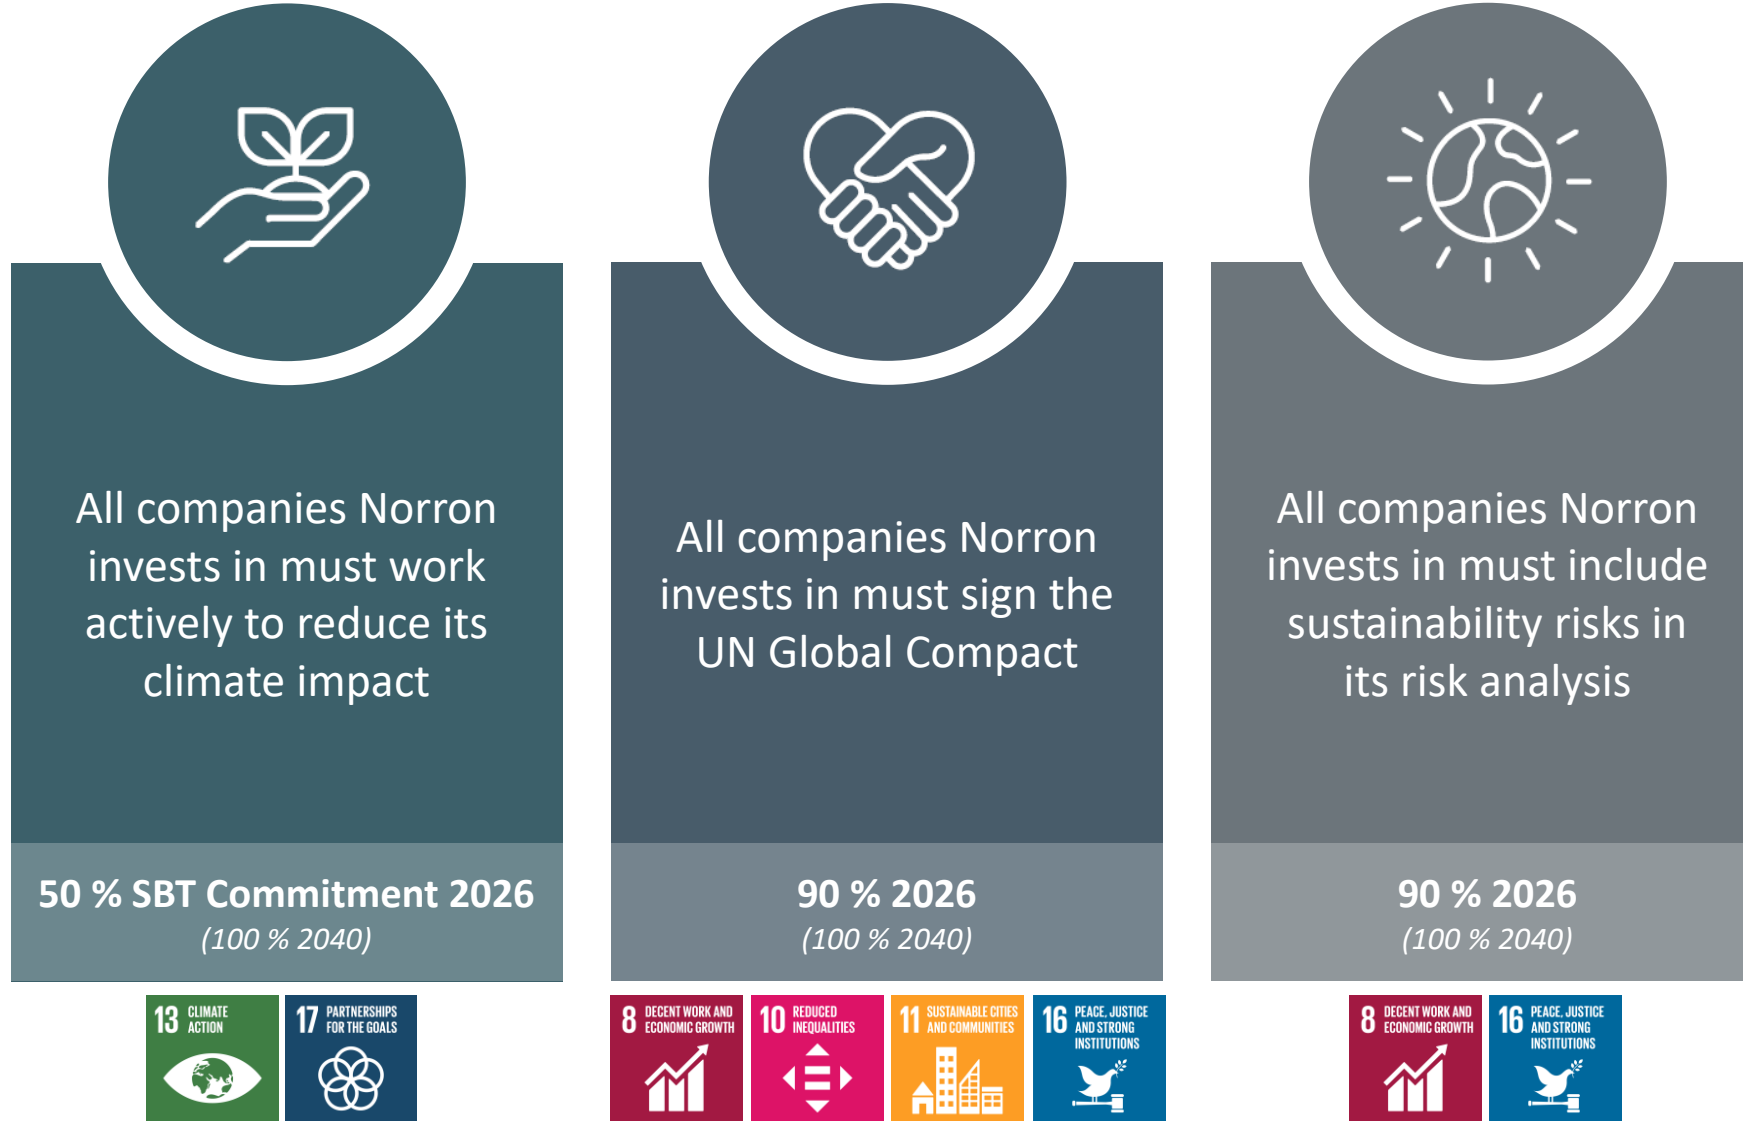 All companies Norron
invests in must work
actively to reduce its
climate impact
50 % SBT Commitment 2026
(100 % 2040)
13 CLIMATE
ACTION
17 PARTNERSHIPS
FOR THE GOALS
All companies Norron
invests in must sign the
UN Global Compact
90 % 2026
(100 % 2040)
8 DECENT WORK AND
ECONOMIC GROWTH
10 REDUCED
INEQUALITIES
11 SUSTAINABLE CITIES
AND COMMUNITIES
16 PEACE, JUSTICE
AND STRONG
INSTITUTIONS
All companies Norron
invests in must include
sustainability risks in
its risk analysis
90 % 2026
(100 % 2040)
8 DECENT WORK AND
ECONOMIC GROWTH
16 PEACE, JUSTICE
AND STRONG
INSTITUTIONS